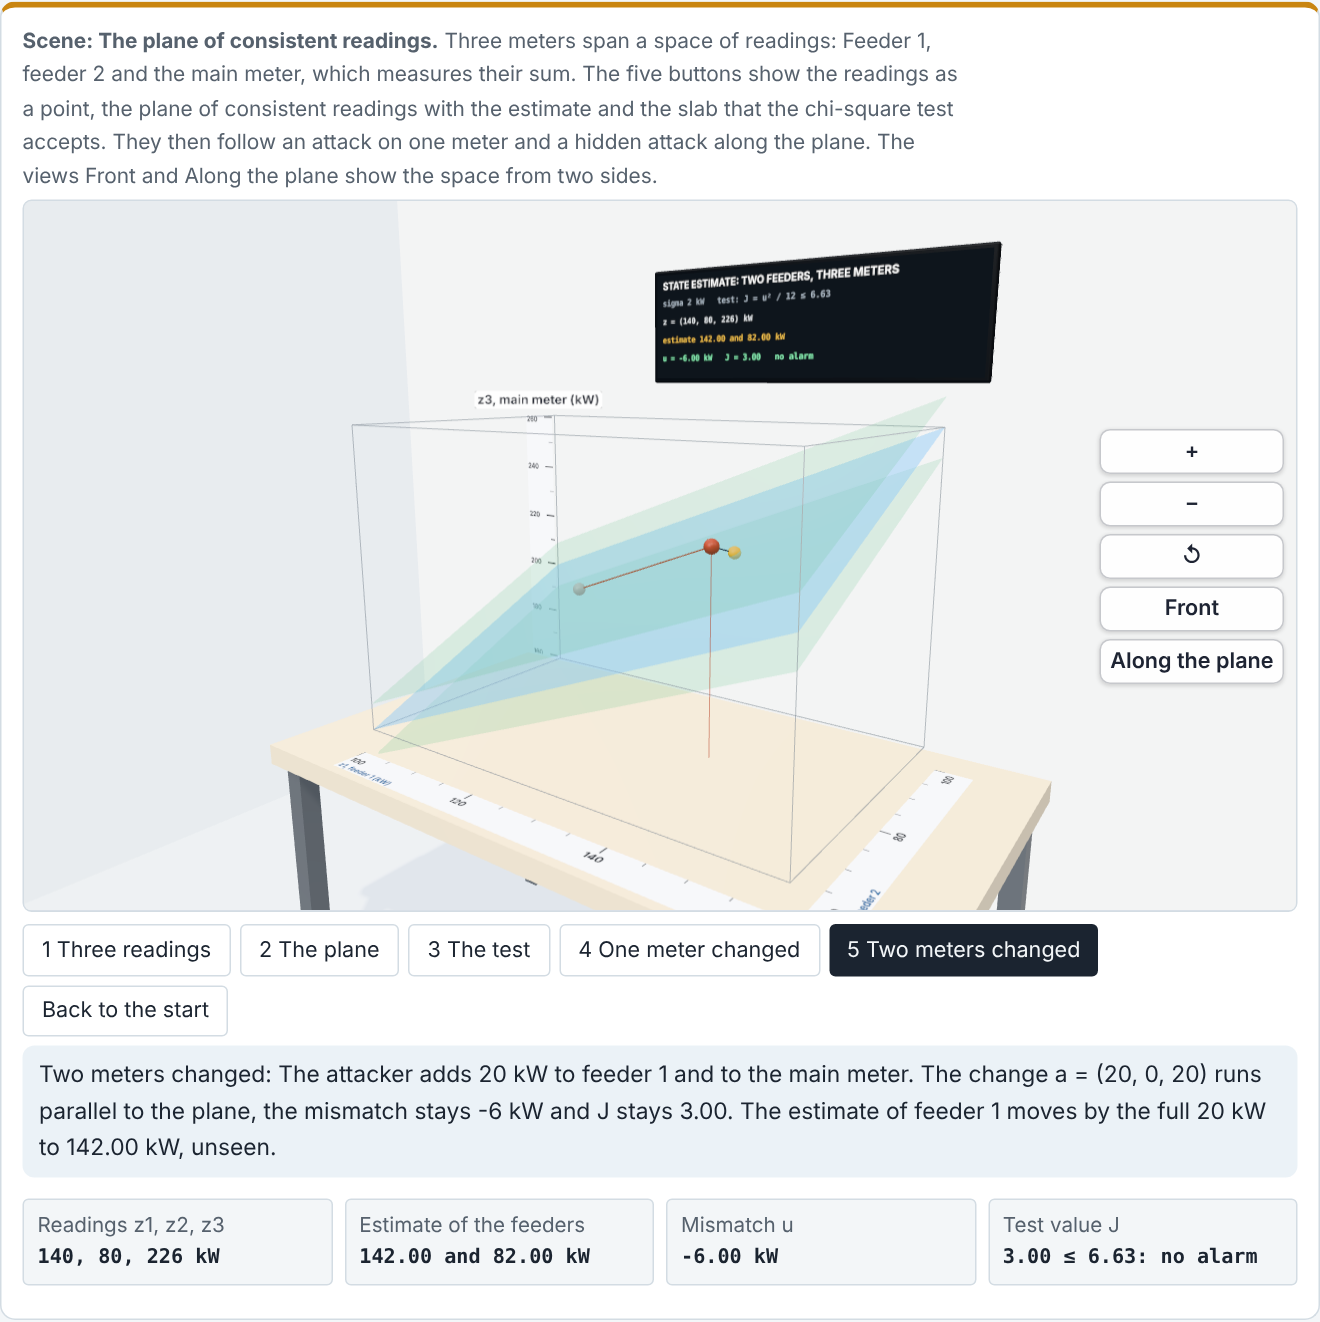 Scene: The plane of consistent readings. Three meters span a space of readings: Feeder 1,
feeder 2 and the main meter, which measures their sum. The five buttons show the readings as
a point, the plane of consistent readings with the estimate and the slab that the chi-square test
accepts. They then follow an attack on one meter and a hidden attack along the plane. The
views Front and Along the plane show the space from two sides.
STATE ESTIMATE: TWO FEEDERS, THREE METERS
sigma 2 kW test: J = u² / 12 ≤ 6.63
z = (140, 80, 226) kW
estimate 142.00 and 82.00 kW
u = -6.00 kW J = 3.00 no alarm
z3, main meter (kW)
260
240
220
200
180
160
100
z1, feeder 1 (kW)
120
140
100
80
+
−
↺
Front
Along the plane
1 Three readings
2 The plane
3 The test
4 One meter changed
5 Two meters changed
Back to the start
Two meters changed: The attacker adds 20 kW to feeder 1 and to the main meter. The change a = (20, 0, 20) runs
parallel to the plane, the mismatch stays -6 kW and J stays 3.00. The estimate of feeder 1 moves by the full 20 kW
to 142.00 kW, unseen.
Readings z1, z2, z3
140, 80, 226 kW
Estimate of the feeders
142.00 and 82.00 kW
Mismatch u
-6.00 kW
Test value J
3.00 ≤ 6.63: no alarm